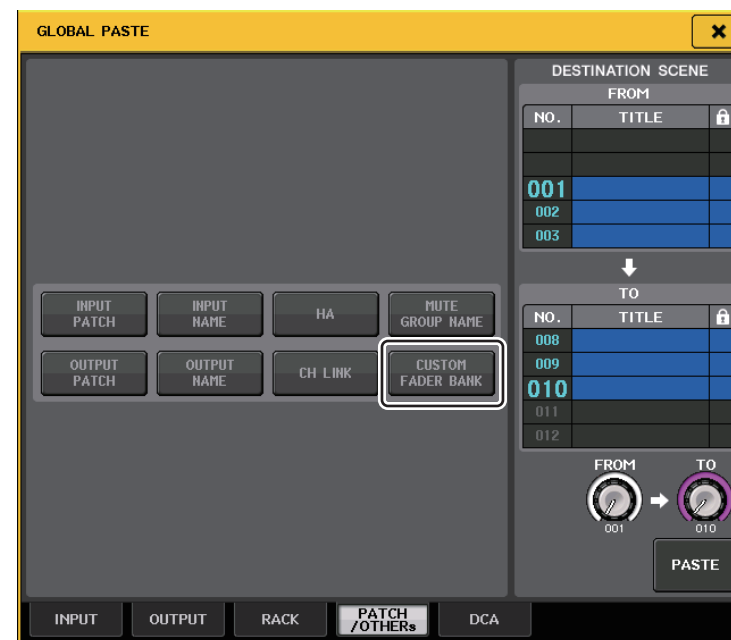 GLOBAL PASTE
DESTINATION SCENE
FROM
NO. TITLE
001
002
003
TO
NO. TITLE
008
009
010
011
012
INPUT PATCH
INPUT NAME
HA
MUTE GROUP NAME
OUTPUT PATCH
OUTPUT NAME
CH LINK
CUSTOM FADER BANK
FROM TO
001 010
PASTE
INPUT OUTPUT RACK PATCH /OTHERs DCA